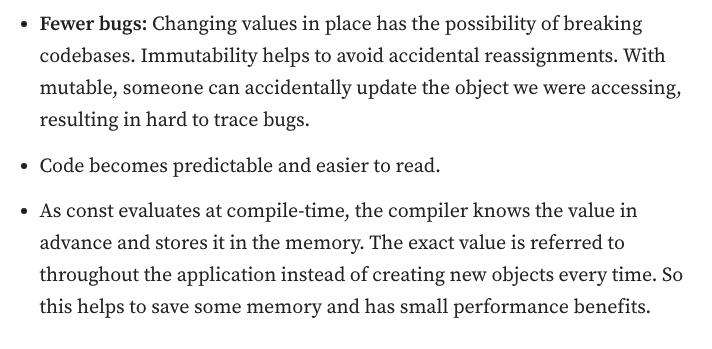 • Fewer bugs: Changing values in place has the possibility of breaking
codebases. Immutability helps to avoid accidental reassignments. With
mutable, someone can accidentally update the object we were accessing,
resulting in hard to trace bugs.
• Code becomes predictable and easier to read.
• As const evaluates at compile-time, the compiler knows the value in
advance and stores it in the memory. The exact value is referred to
throughout the application instead of creating new objects every time. So
this helps to save some memory and has small performance benefits.